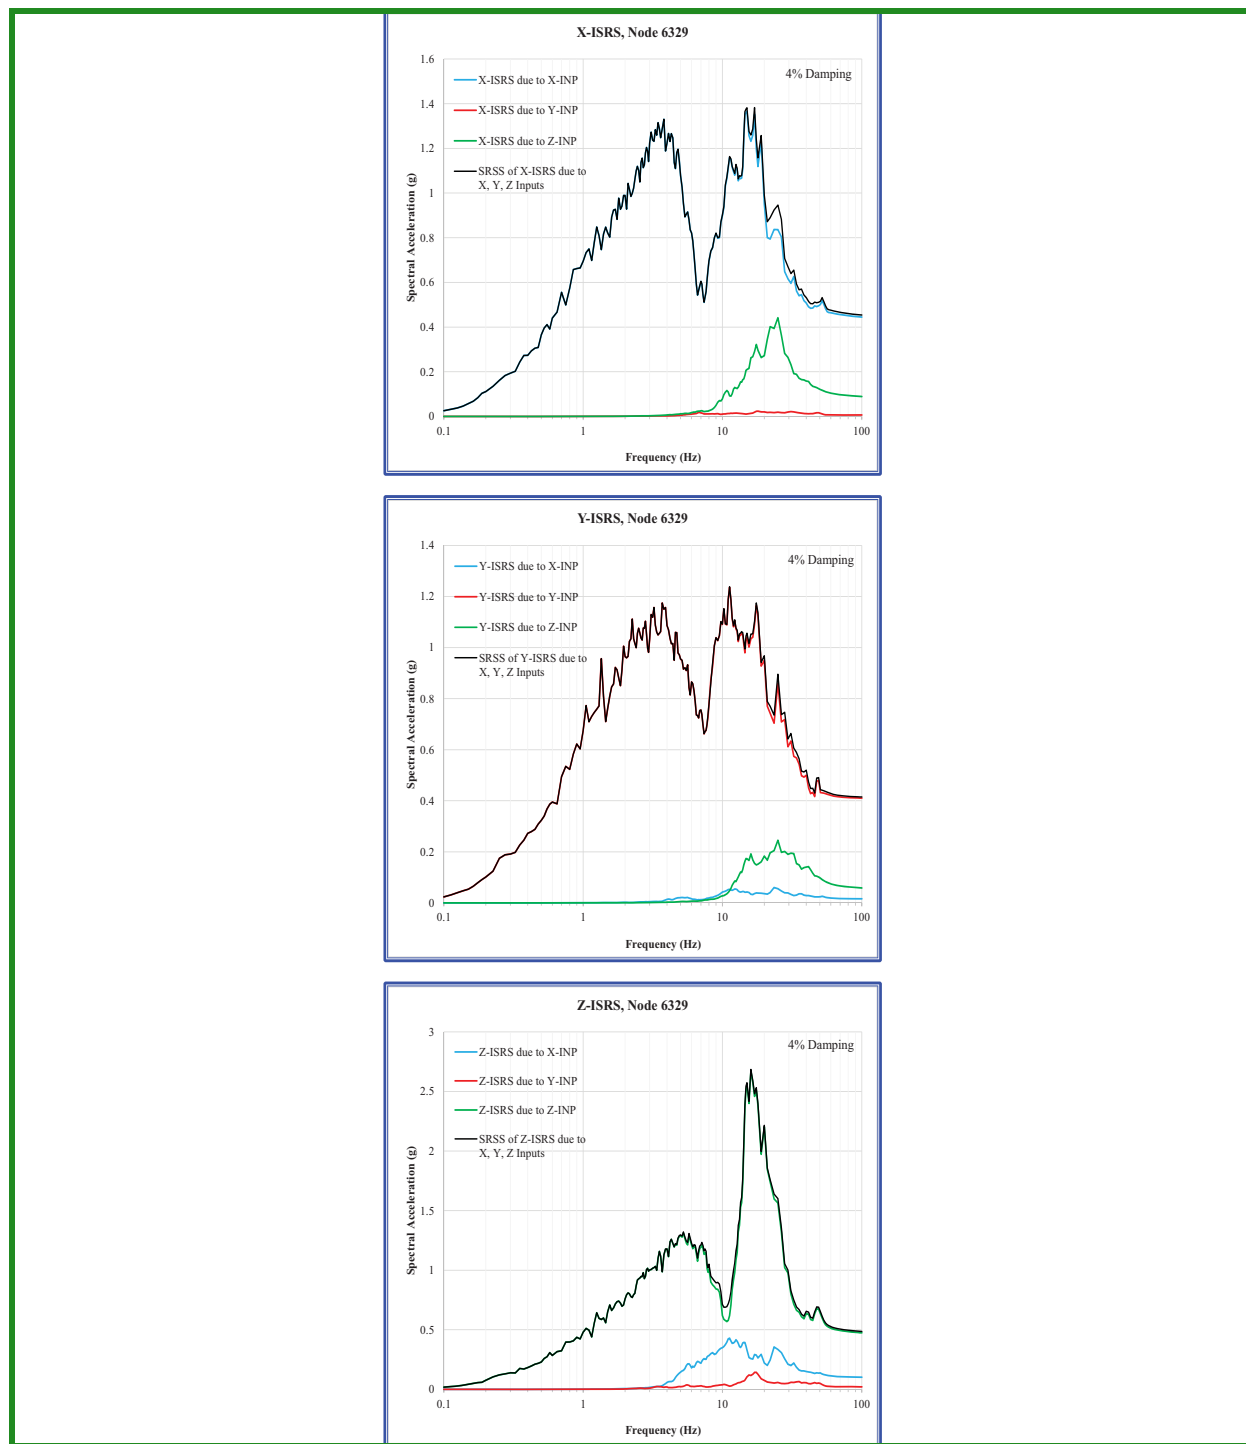 X-ISRS, Node 6329
1.6
1.4
1.2
1
0.8
0.6
0.4
0.2
0
Spectral Acceleration (g)
4% Damping
X-ISRS due to X-INP
X-ISRS due to Y-INP
X-ISRS due to Z-INP
SRSS of X-ISRS due to
X, Y, Z Inputs
0.1 1 10 100
Frequency (Hz)
Y-ISRS, Node 6329
1.4
1.2
1
0.8
0.6
0.4
0.2
0
Spectral Acceleration (g)
4% Damping
Y-ISRS due to X-INP
Y-ISRS due to Y-INP
Y-ISRS due to Z-INP
SRSS of Y-ISRS due to
X, Y, Z Inputs
0.1 1 10 100
Frequency (Hz)
Z-ISRS, Node 6329
3
2.5
2
1.5
1
0.5
0
Spectral Acceleration (g)
4% Damping
Z-ISRS due to X-INP
Z-ISRS due to Y-INP
Z-ISRS due to Z-INP
SRSS of Z-ISRS due to
X, Y, Z Inputs
0.1 1 10 100
Frequency (Hz)